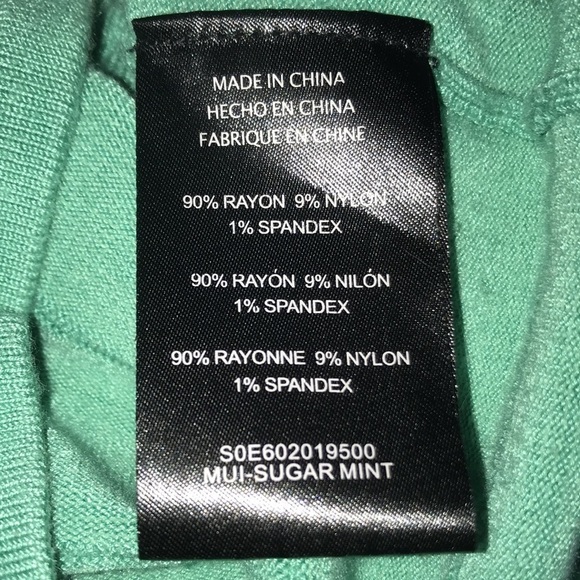 MADE IN CHINA
HECHO EN CHINA
FABRIQUE EN CHINE
90% RAYON 9% NYLON
1% SPANDEX
90% RAYÓN 9% NILÓN
1% SPANDEX
90% RAYONNE 9% NYLON
1% SPANDEX
S0E602019500
MUI-SUGAR MINT